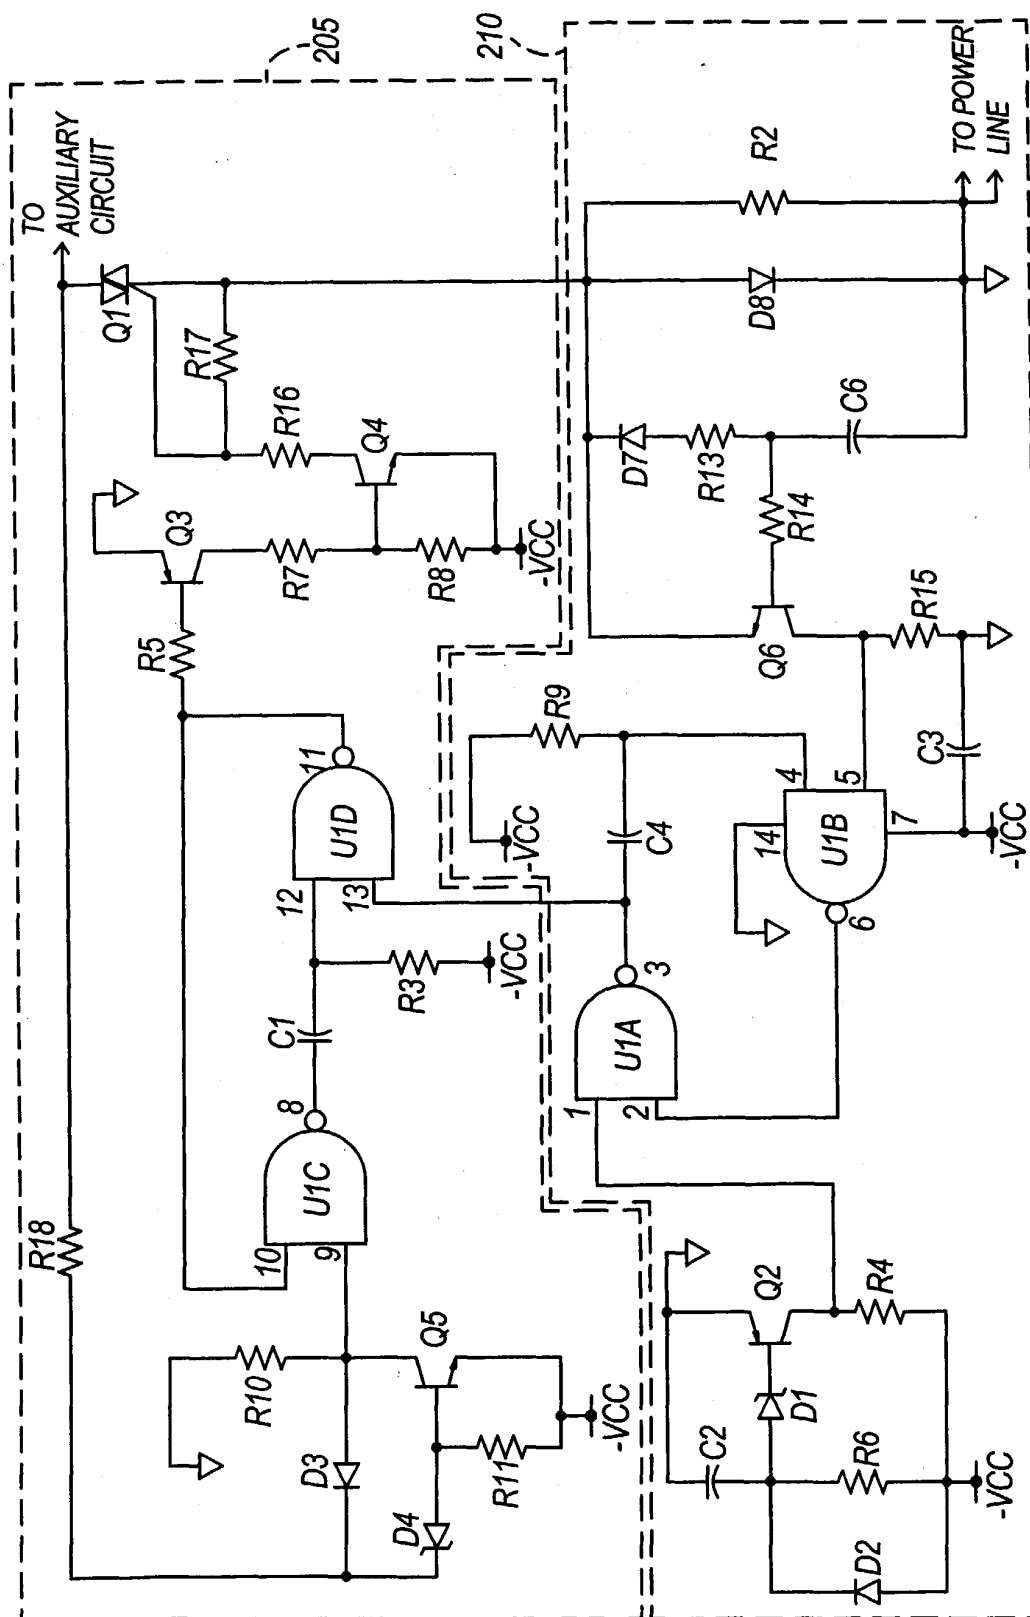 205
210
TO
AUXILIARY
CIRCUIT
Q1
R17
R16
Q4
Q3
R7
R8
-VCC
R5
R18
11
U1D
12
13
C1
R3
-VCC
8
U1C
10
9
R10
D3
D4
Q5
R11
-VCC
TO POWER
LINE
R2
D8
D7
R13
C6
R14
Q6
R15
R9
-VCC
C4
4
5
14
7
U1B
6
C3
-VCC
3
U1A
1
2
Q2
R4
C2
D1
R6
D2
-VCC